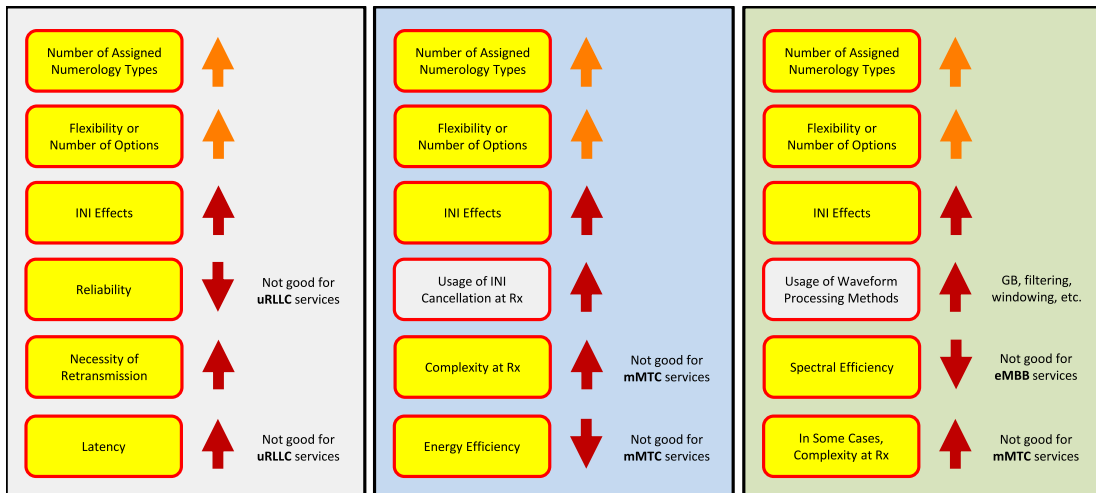 Number of Assigned
Numerology Types
Flexibility or
Number of Options
INI Effects
Reliability
Not good for
uRLLC services
Necessity of
Retransmission
Latency
Not good for
uRLLC services
Number of Assigned
Numerology Types
Flexibility or
Number of Options
INI Effects
Usage of INI
Cancellation at Rx
Complexity at Rx
Not good for
mMTC services
Energy Efficiency
Not good for
mMTC services
Number of Assigned
Numerology Types
Flexibility or
Number of Options
INI Effects
Usage of Waveform
Processing Methods
GB, filtering,
windowing, etc.
Spectral Efficiency
Not good for
eMBB services
In Some Cases,
Complexity at Rx
Not good for
mMTC services